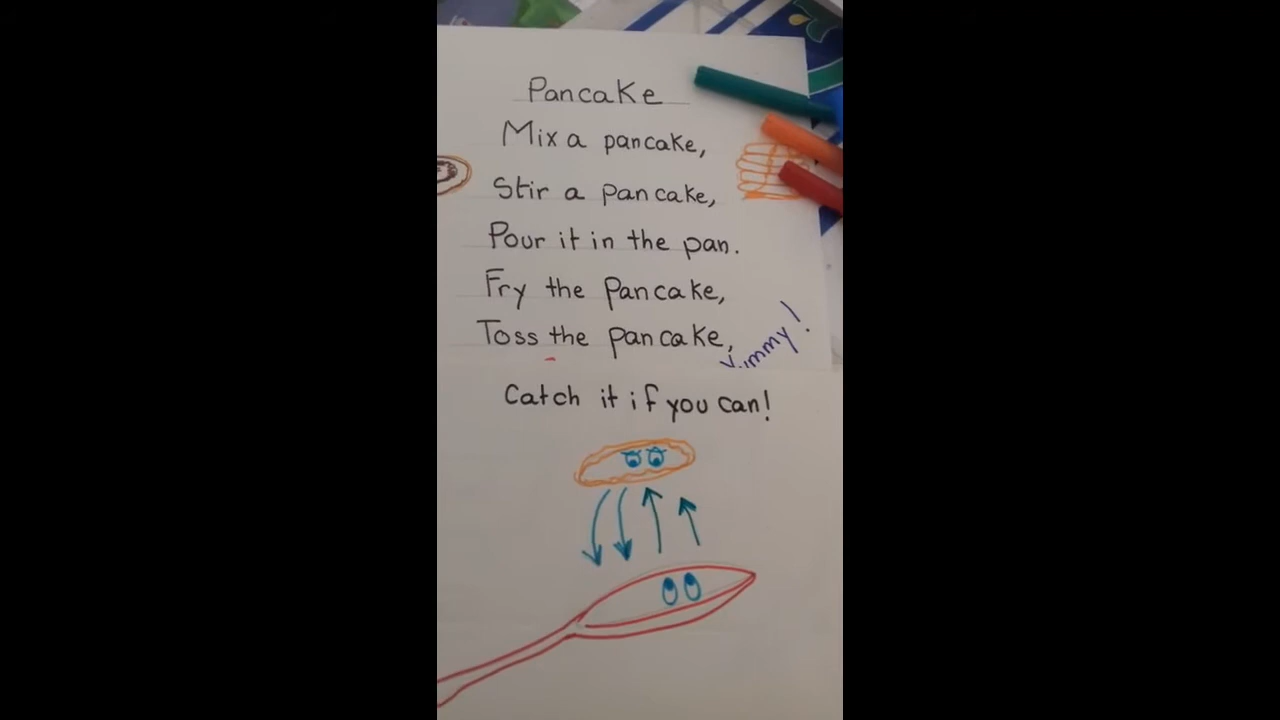 Pancake
Mix a pancake,
Stir a pancake,
Pour it in the pan.
Fry the pancake,
Toss the pancake,
Yummy!
Catch it if you can!